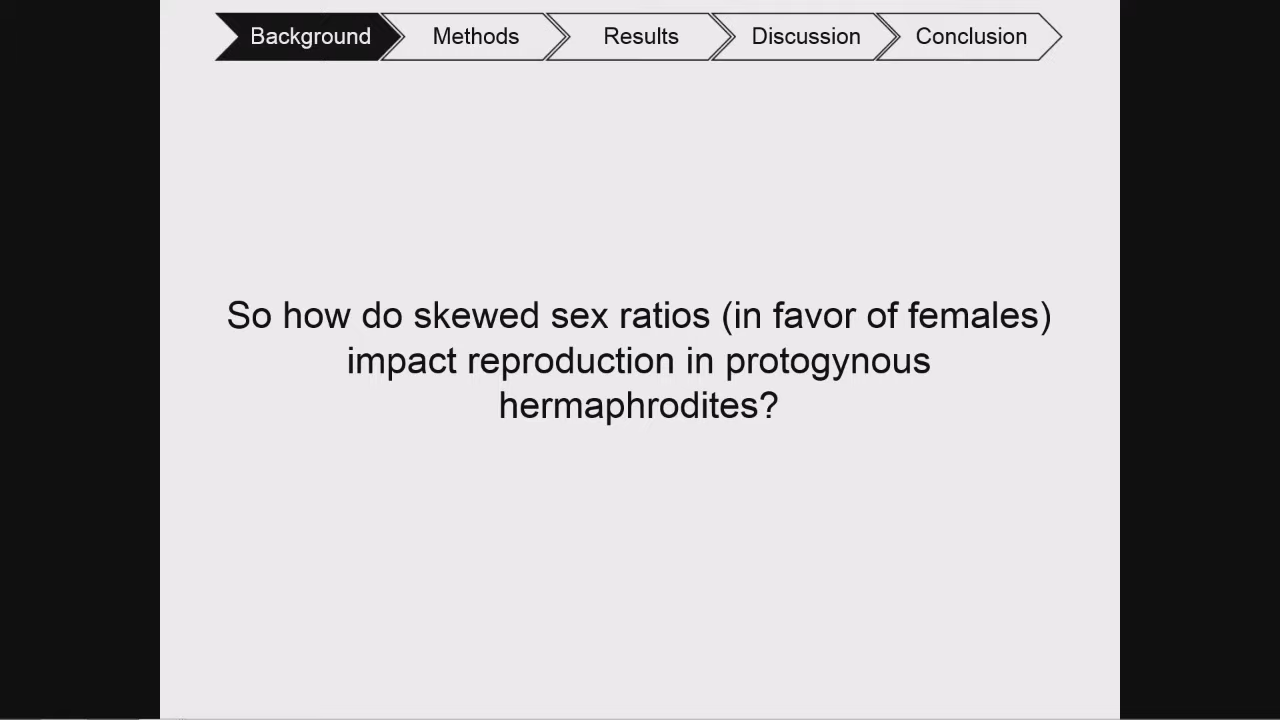 Background Methods Results Discussion Conclusion
So how do skewed sex ratios (in favor of females)
impact reproduction in protogynous
hermaphrodites?